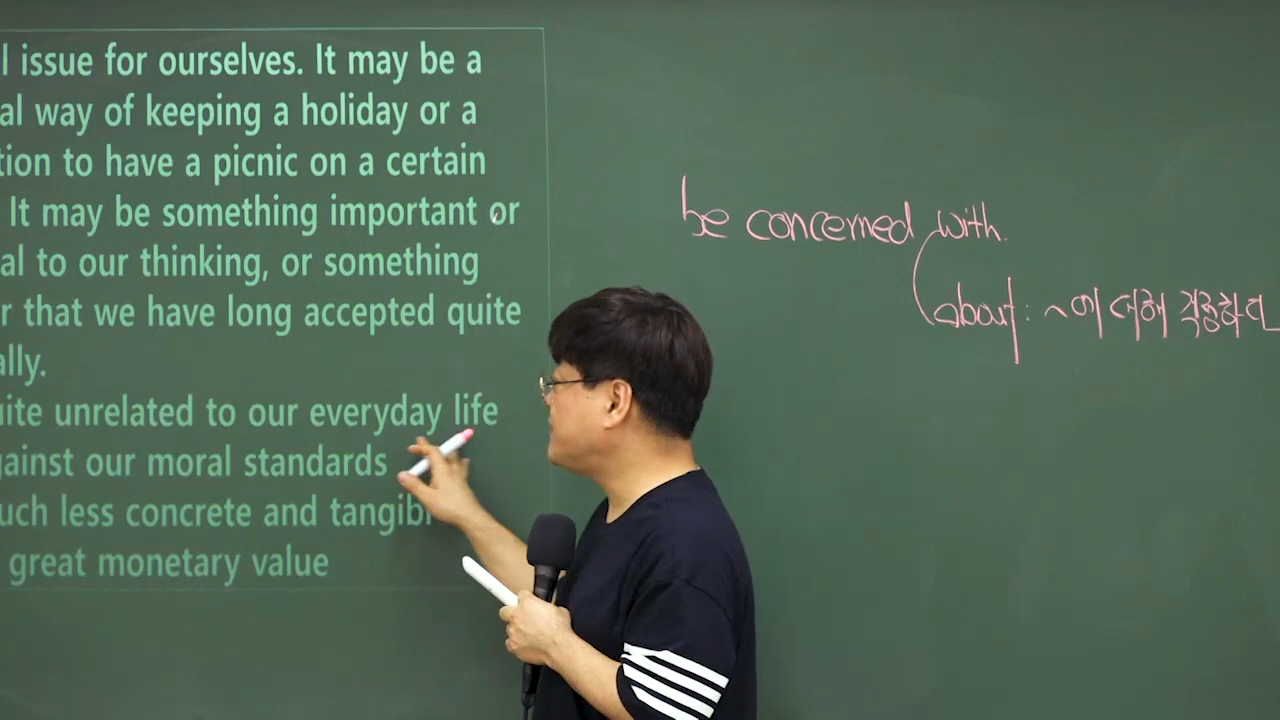 l issue for ourselves. It may be a
al way of keeping a holiday or a
tion to have a picnic on a certain
It may be something important or
al to our thinking, or something
r that we have long accepted quite
ally.
uite unrelated to our everyday life
gainst our moral standards
uch less concrete and tangibl
great monetary value
be concerned with.
about : ~에 대해 걱정하다